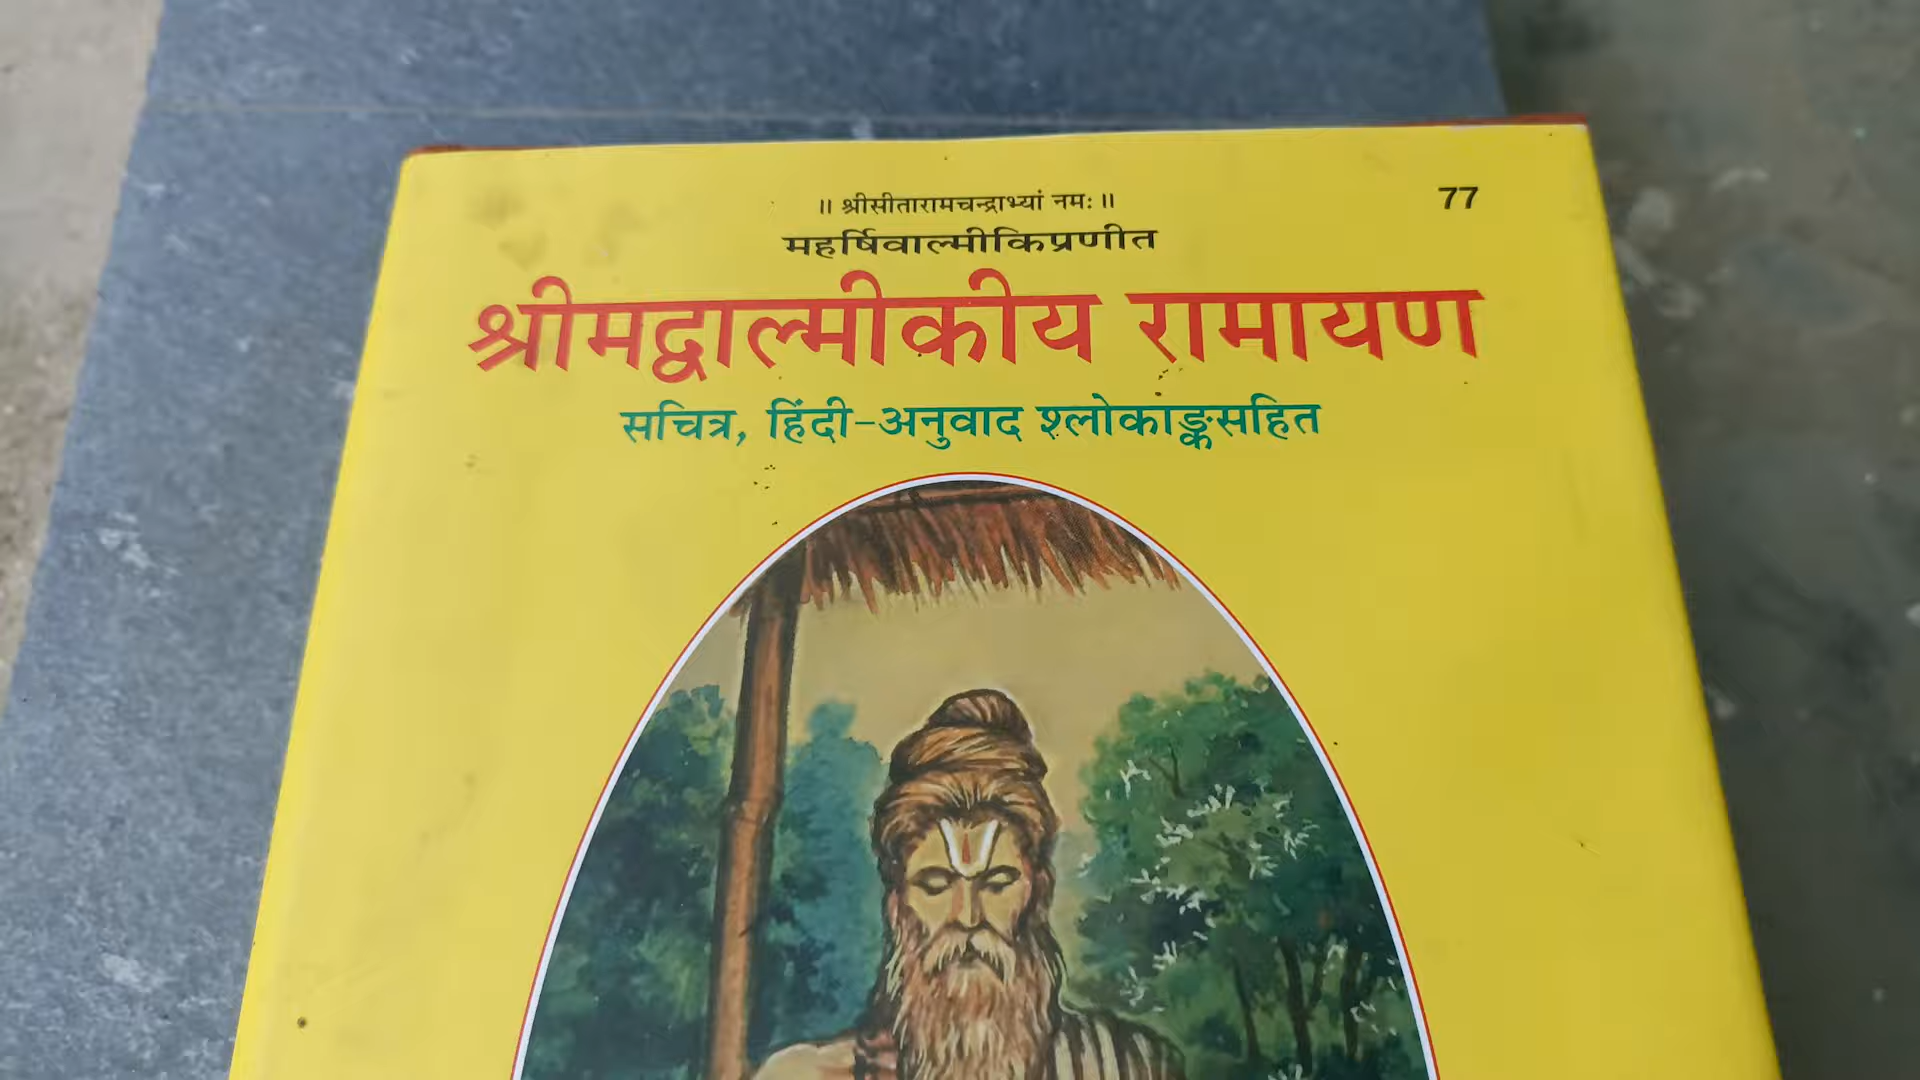 ॥ श्रीसीतारामचन्द्राभ्यां नमः ॥
77
महर्षिवाल्मीकिप्रणीत
श्रीमद्वाल्मीकीय रामायण
सचित्र, हिंदी-अनुवाद श्लोकाङ्कसहित